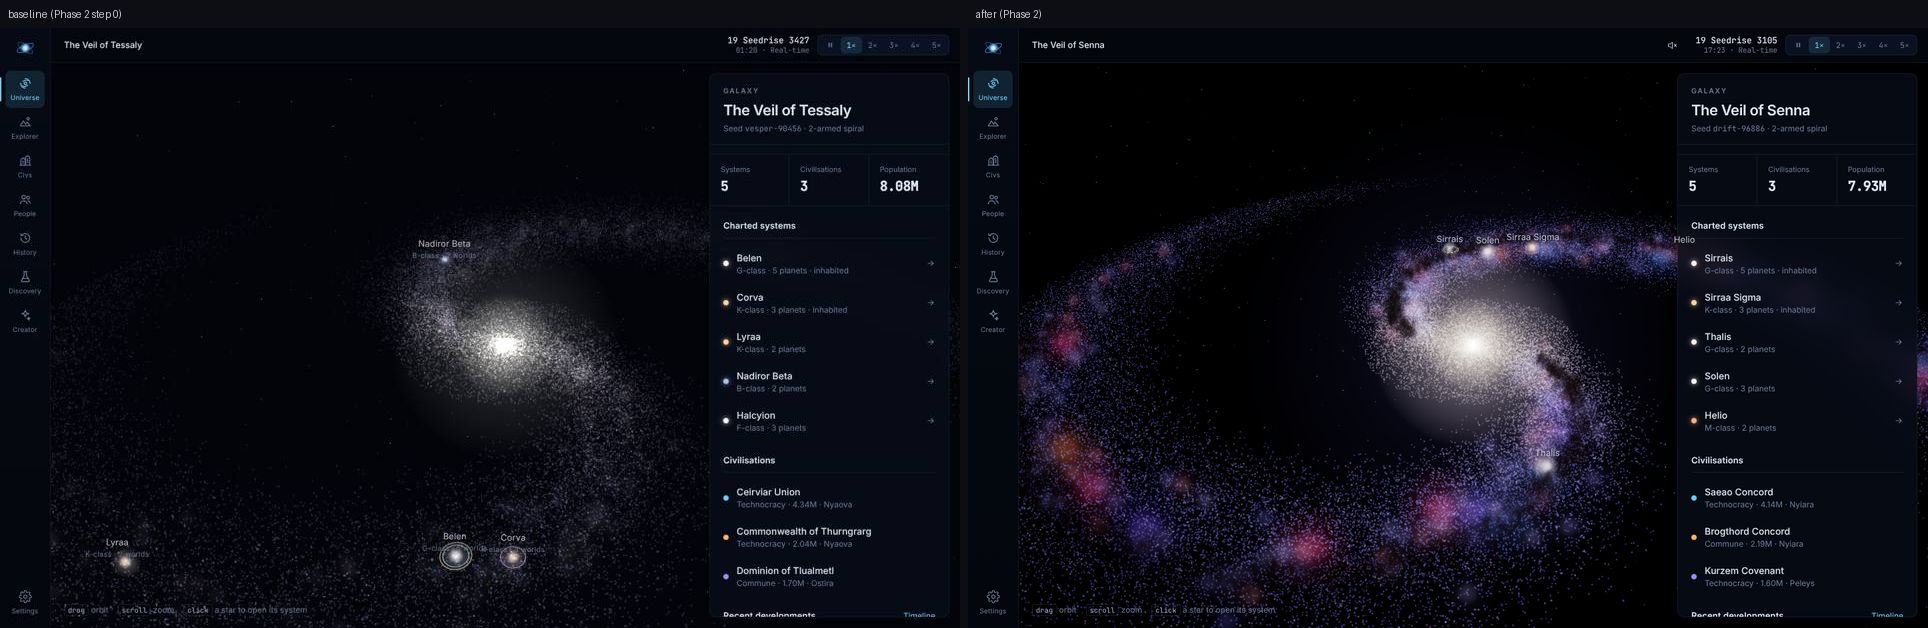 baseline (Phase 2 step 0)
The Veil of Tessaly
19 Seedrise 3427
01:20 · Real-time
1× 2× 3× 4× 5×
Universe
Explorer
Civs
People
History
Discovery
Creator
Settings
Nadiror Beta
B-class · 2 worlds
Lyraa
K-class · 2 worlds
Belen
Corva
drag orbit scroll zoom click a star to open its system
GALAXY
The Veil of Tessaly
Seed vesper-90456 · 2-armed spiral
Systems
5
Civilisations
3
Population
8.08M
Charted systems
Belen
G-class · 5 planets · inhabited
Corva
K-class · 3 planets · inhabited
Lyraa
K-class · 2 planets
Nadiror Beta
B-class · 2 planets
Halcyion
F-class · 3 planets
Civilisations
Ceirviar Union
Technocracy · 4.34M · Nyaova
Commonwealth of Thurngrarg
Technocracy · 2.04M · Nyaova
Dominion of Tlualmetl
Commune · 1.70M · Ostira
Recent developments Timeline
after (Phase 2)
The Veil of Senna
19 Seedrise 3105
17:23 · Real-time
1× 2× 3× 4× 5×
Universe
Explorer
Civs
People
History
Discovery
Creator
Settings
Sirrais
Solen
Sirraa Sigma
Helio
Thalis
drag orbit scroll zoom click a star to open its system
GALAXY
The Veil of Senna
Seed drift-96886 · 2-armed spiral
Systems
5
Civilisations
3
Population
7.93M
Charted systems
Sirrais
G-class · 5 planets · inhabited
Sirraa Sigma
K-class · 3 planets · inhabited
Thalis
G-class · 2 planets
Solen
G-class · 3 planets
Helio
M-class · 2 planets
Civilisations
Saeao Concord
Technocracy · 4.14M · Nyiara
Brogthord Concord
Commune · 2.19M · Nyiara
Kurzem Covenant
Technocracy · 1.60M · Peleys
Recent developments Timeline